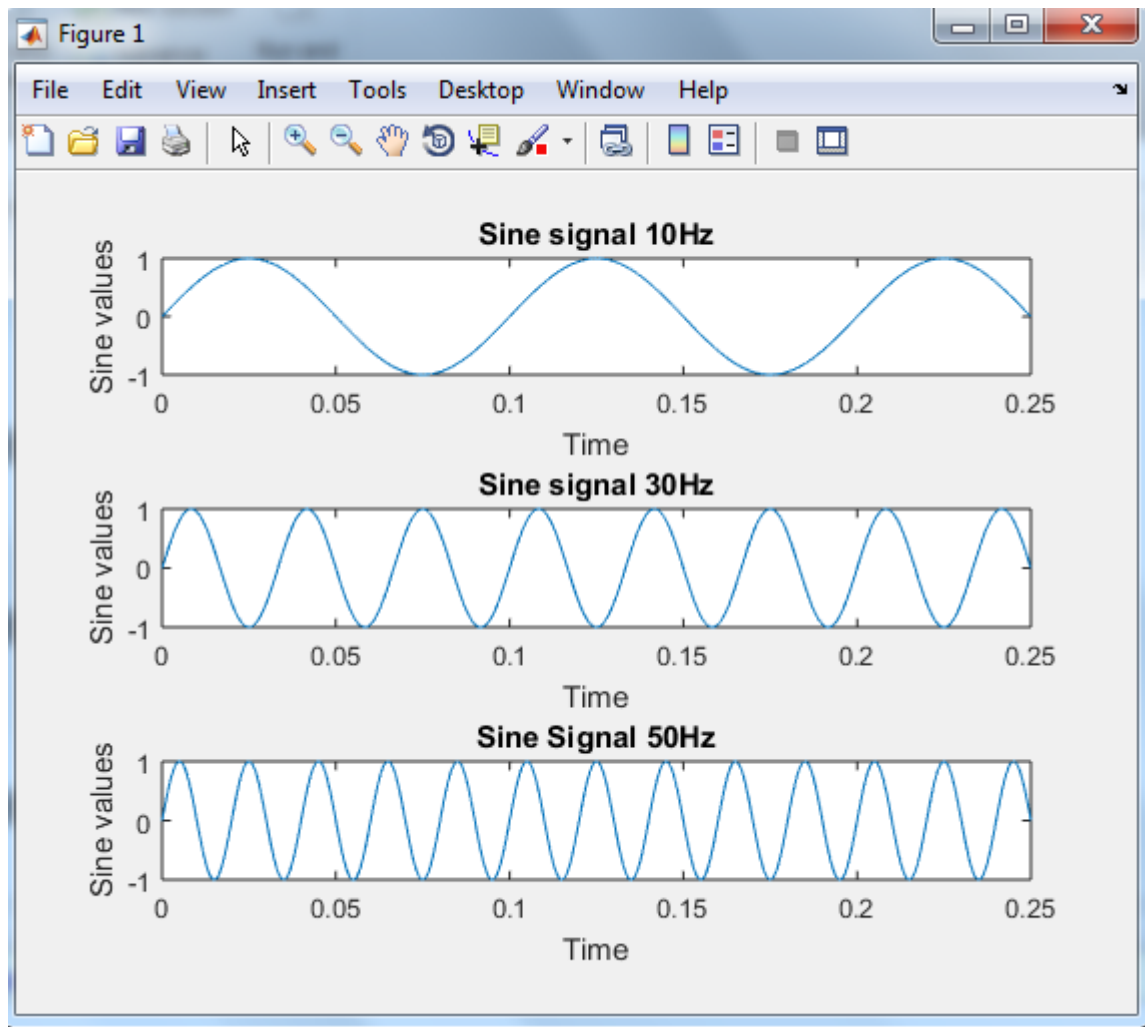 Figure 1
File Edit View Insert Tools Desktop Window Help
Sine signal 10Hz
Sine values
1
0
-1
0 0.05 0.1 0.15 0.2 0.25
Time
Sine signal 30Hz
Sine values
1
0
-1
0 0.05 0.1 0.15 0.2 0.25
Time
Sine Signal 50Hz
Sine values
1
0
-1
0 0.05 0.1 0.15 0.2 0.25
Time